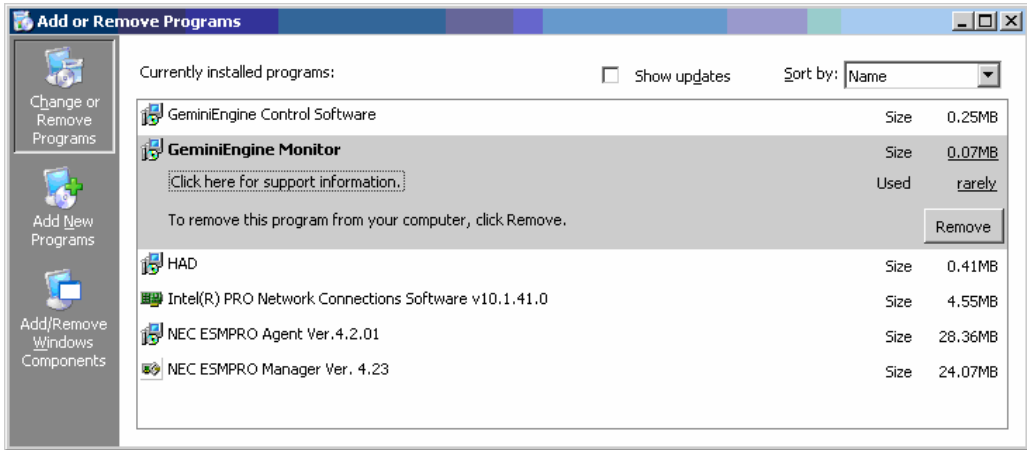 Add or Remove Programs
Change or Remove Programs
Add New Programs
Add/Remove Windows Components
Currently installed programs: Show updates Sort by: Name
GeminiEngine Control Software Size 0.25MB
GeminiEngine Monitor Size 0.07MB
Click here for support information. Used rarely
To remove this program from your computer, click Remove. Remove
HAD Size 0.41MB
Intel(R) PRO Network Connections Software v10.1.41.0 Size 4.55MB
NEC ESMPRO Agent Ver.4.2.01 Size 28.36MB
NEC ESMPRO Manager Ver. 4.23 Size 24.07MB